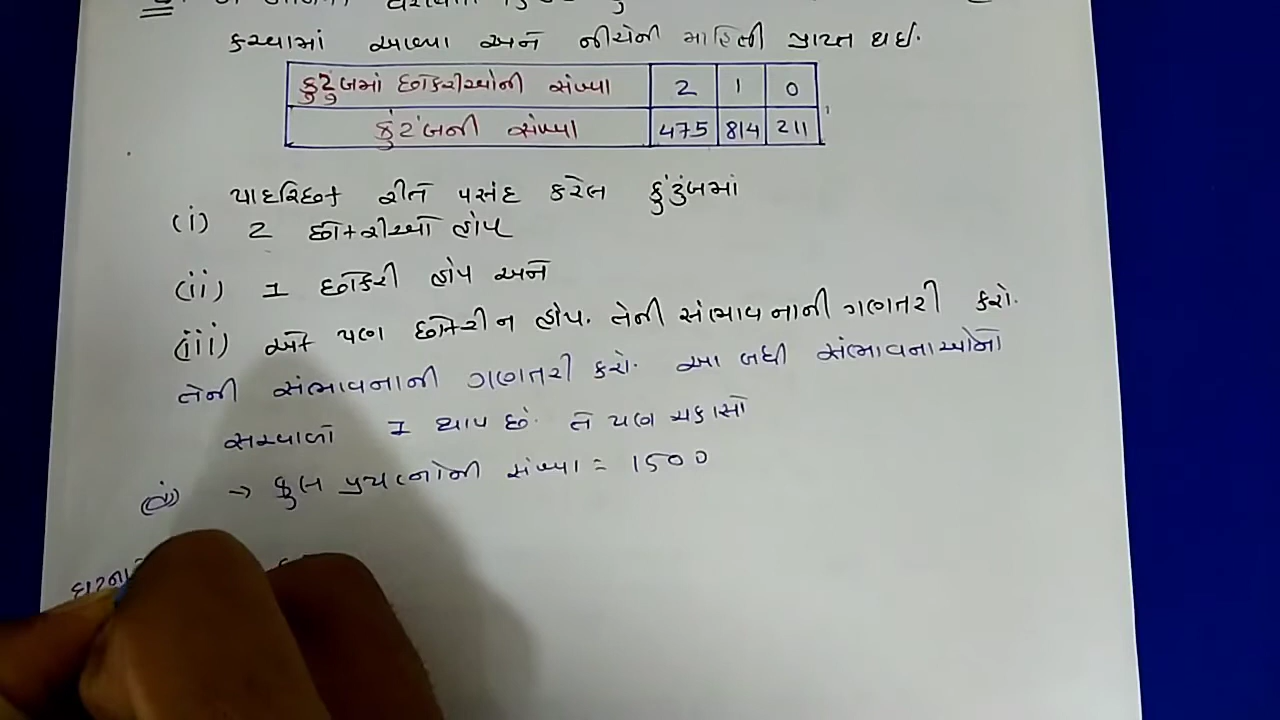 કરવામાં આવ્યા અને નીચેની માહિતી પ્રાપ્ત થઈ.
કુટુંબમાં છોકરીઓની સંખ્યા 2 1 0
કુટુંબની સંખ્યા 475 814 211
યાદચ્છિક રીતે પસંદ કરેલ કુટુંબમાં
(i) 2 છોકરીઓ હોય
(ii) 1 છોકરી હોય અને
(iii) એક પણ છોકરી ન હોય. તેની સંભાવનાની ગણતરી કરો.
તેની સંભાવનાની ગણતરી કરો. આ બધી સંભાવનાઓનો
સરવાળો 1 થાય છે. તે પણ ચકાસો
→ કુલ પ્રયત્નોની સંખ્યા = 1500